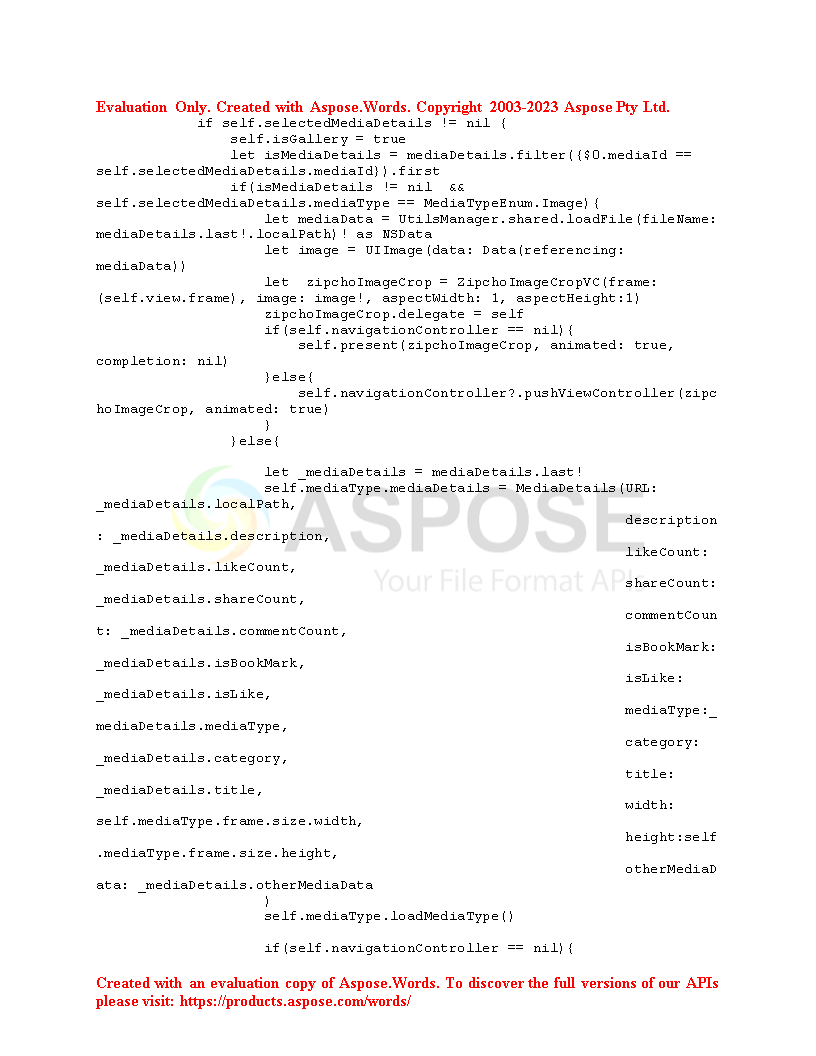 Evaluation Only. Created with Aspose.Words. Copyright 2003-2023 Aspose Pty Ltd.
if self.selectedMediaDetails != nil {
self.isGallery = true
let isMediaDetails = mediaDetails.filter({$0.mediaId ==
self.selectedMediaDetails.mediaId}).first
if(isMediaDetails != nil  &&
self.selectedMediaDetails.mediaType == MediaTypeEnum.Image){
let mediaData = UtilsManager.shared.loadFile(fileName:
mediaDetails.last!.localPath)! as NSData
let image = UIImage(data: Data(referencing:
mediaData))
let  zipchoImageCrop = ZipchoImageCropVC(frame:
(self.view.frame), image: image!, aspectWidth: 1, aspectHeight:1)
zipchoImageCrop.delegate = self
if(self.navigationController == nil){
self.present(zipchoImageCrop, animated: true,
completion: nil)
}else{
self.navigationController?.pushViewController(zipc
hoImageCrop, animated: true)
}
}else{
let _mediaDetails = mediaDetails.last!
self.mediaType.mediaDetails = MediaDetails(URL:
_mediaDetails.localPath,
ASPOSE
description
: _mediaDetails.description,
likeCount:
_mediaDetails.likeCount,
Your File Format APIs
shareCount:
_mediaDetails.shareCount,
commentCoun
t: _mediaDetails.commentCount,
isBookMark:
_mediaDetails.isBookMark,
isLike:
_mediaDetails.isLike,
mediaType:_
mediaDetails.mediaType,
category:
_mediaDetails.category,
title:
_mediaDetails.title,
width:
self.mediaType.frame.size.width,
height:self
.mediaType.frame.size.height,
otherMediaD
ata: _mediaDetails.otherMediaData
)
self.mediaType.loadMediaType()
if(self.navigationController == nil){
Created with an evaluation copy of Aspose.Words. To discover the full versions of our APIs
please visit: https://products.aspose.com/words/